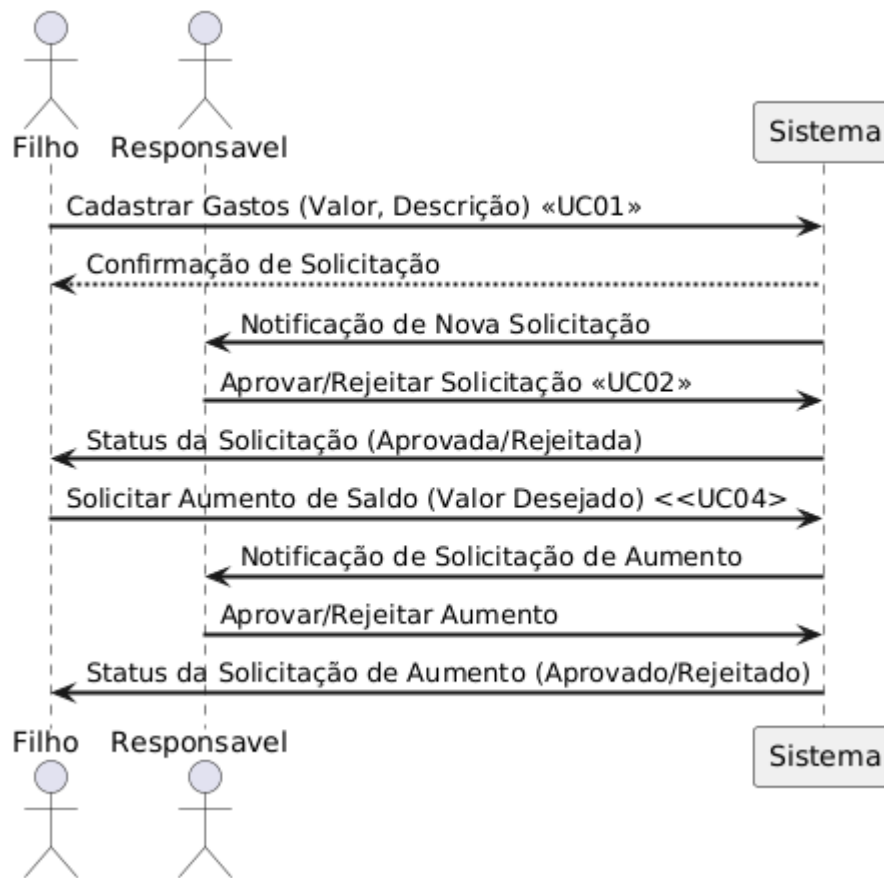 Filho
Responsavel
Sistema
Cadastrar Gastos (Valor, Descrição) «UC01»
Confirmação de Solicitação
Notificação de Nova Solicitação
Aprovar/Rejeitar Solicitação «UC02»
Status da Solicitação (Aprovada/Rejeitada)
Solicitar Aumento de Saldo (Valor Desejado) <<UC04>
Notificação de Solicitação de Aumento
Aprovar/Rejeitar Aumento
Status da Solicitação de Aumento (Aprovado/Rejeitado)
Filho
Responsavel
Sistema